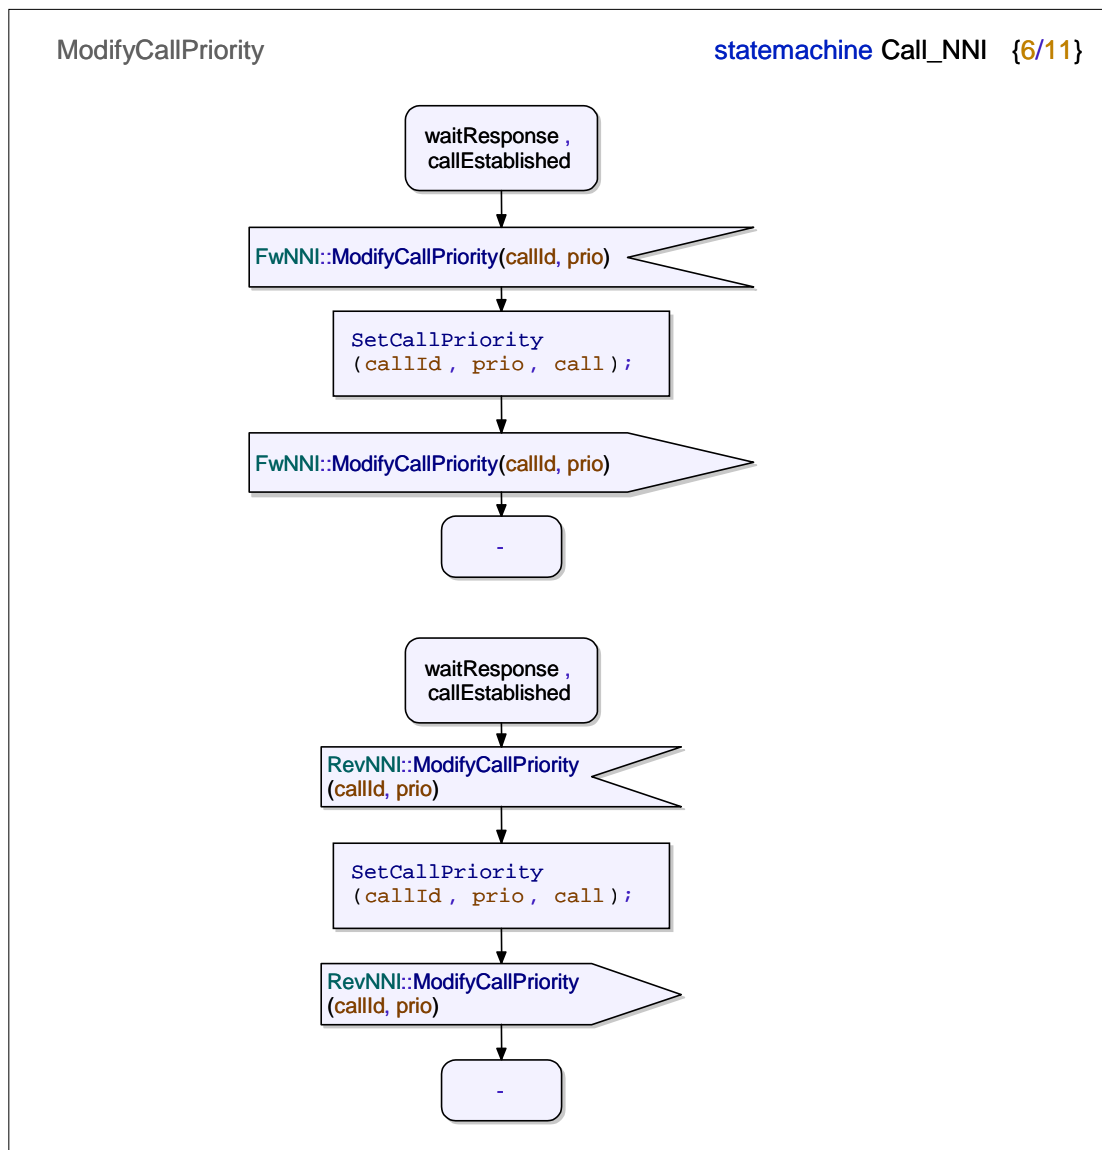 ModifyCallPriority
statemachine Call_NNI {6/11}
waitResponse ,
callEstablished
FwNNI::ModifyCallPriority(callId, prio)
SetCallPriority
(callId, prio, call);
FwNNI::ModifyCallPriority(callId, prio)
-
waitResponse ,
callEstablished
RevNNI::ModifyCallPriority
(callId, prio)
SetCallPriority
(callId, prio, call);
RevNNI::ModifyCallPriority
(callId, prio)
-